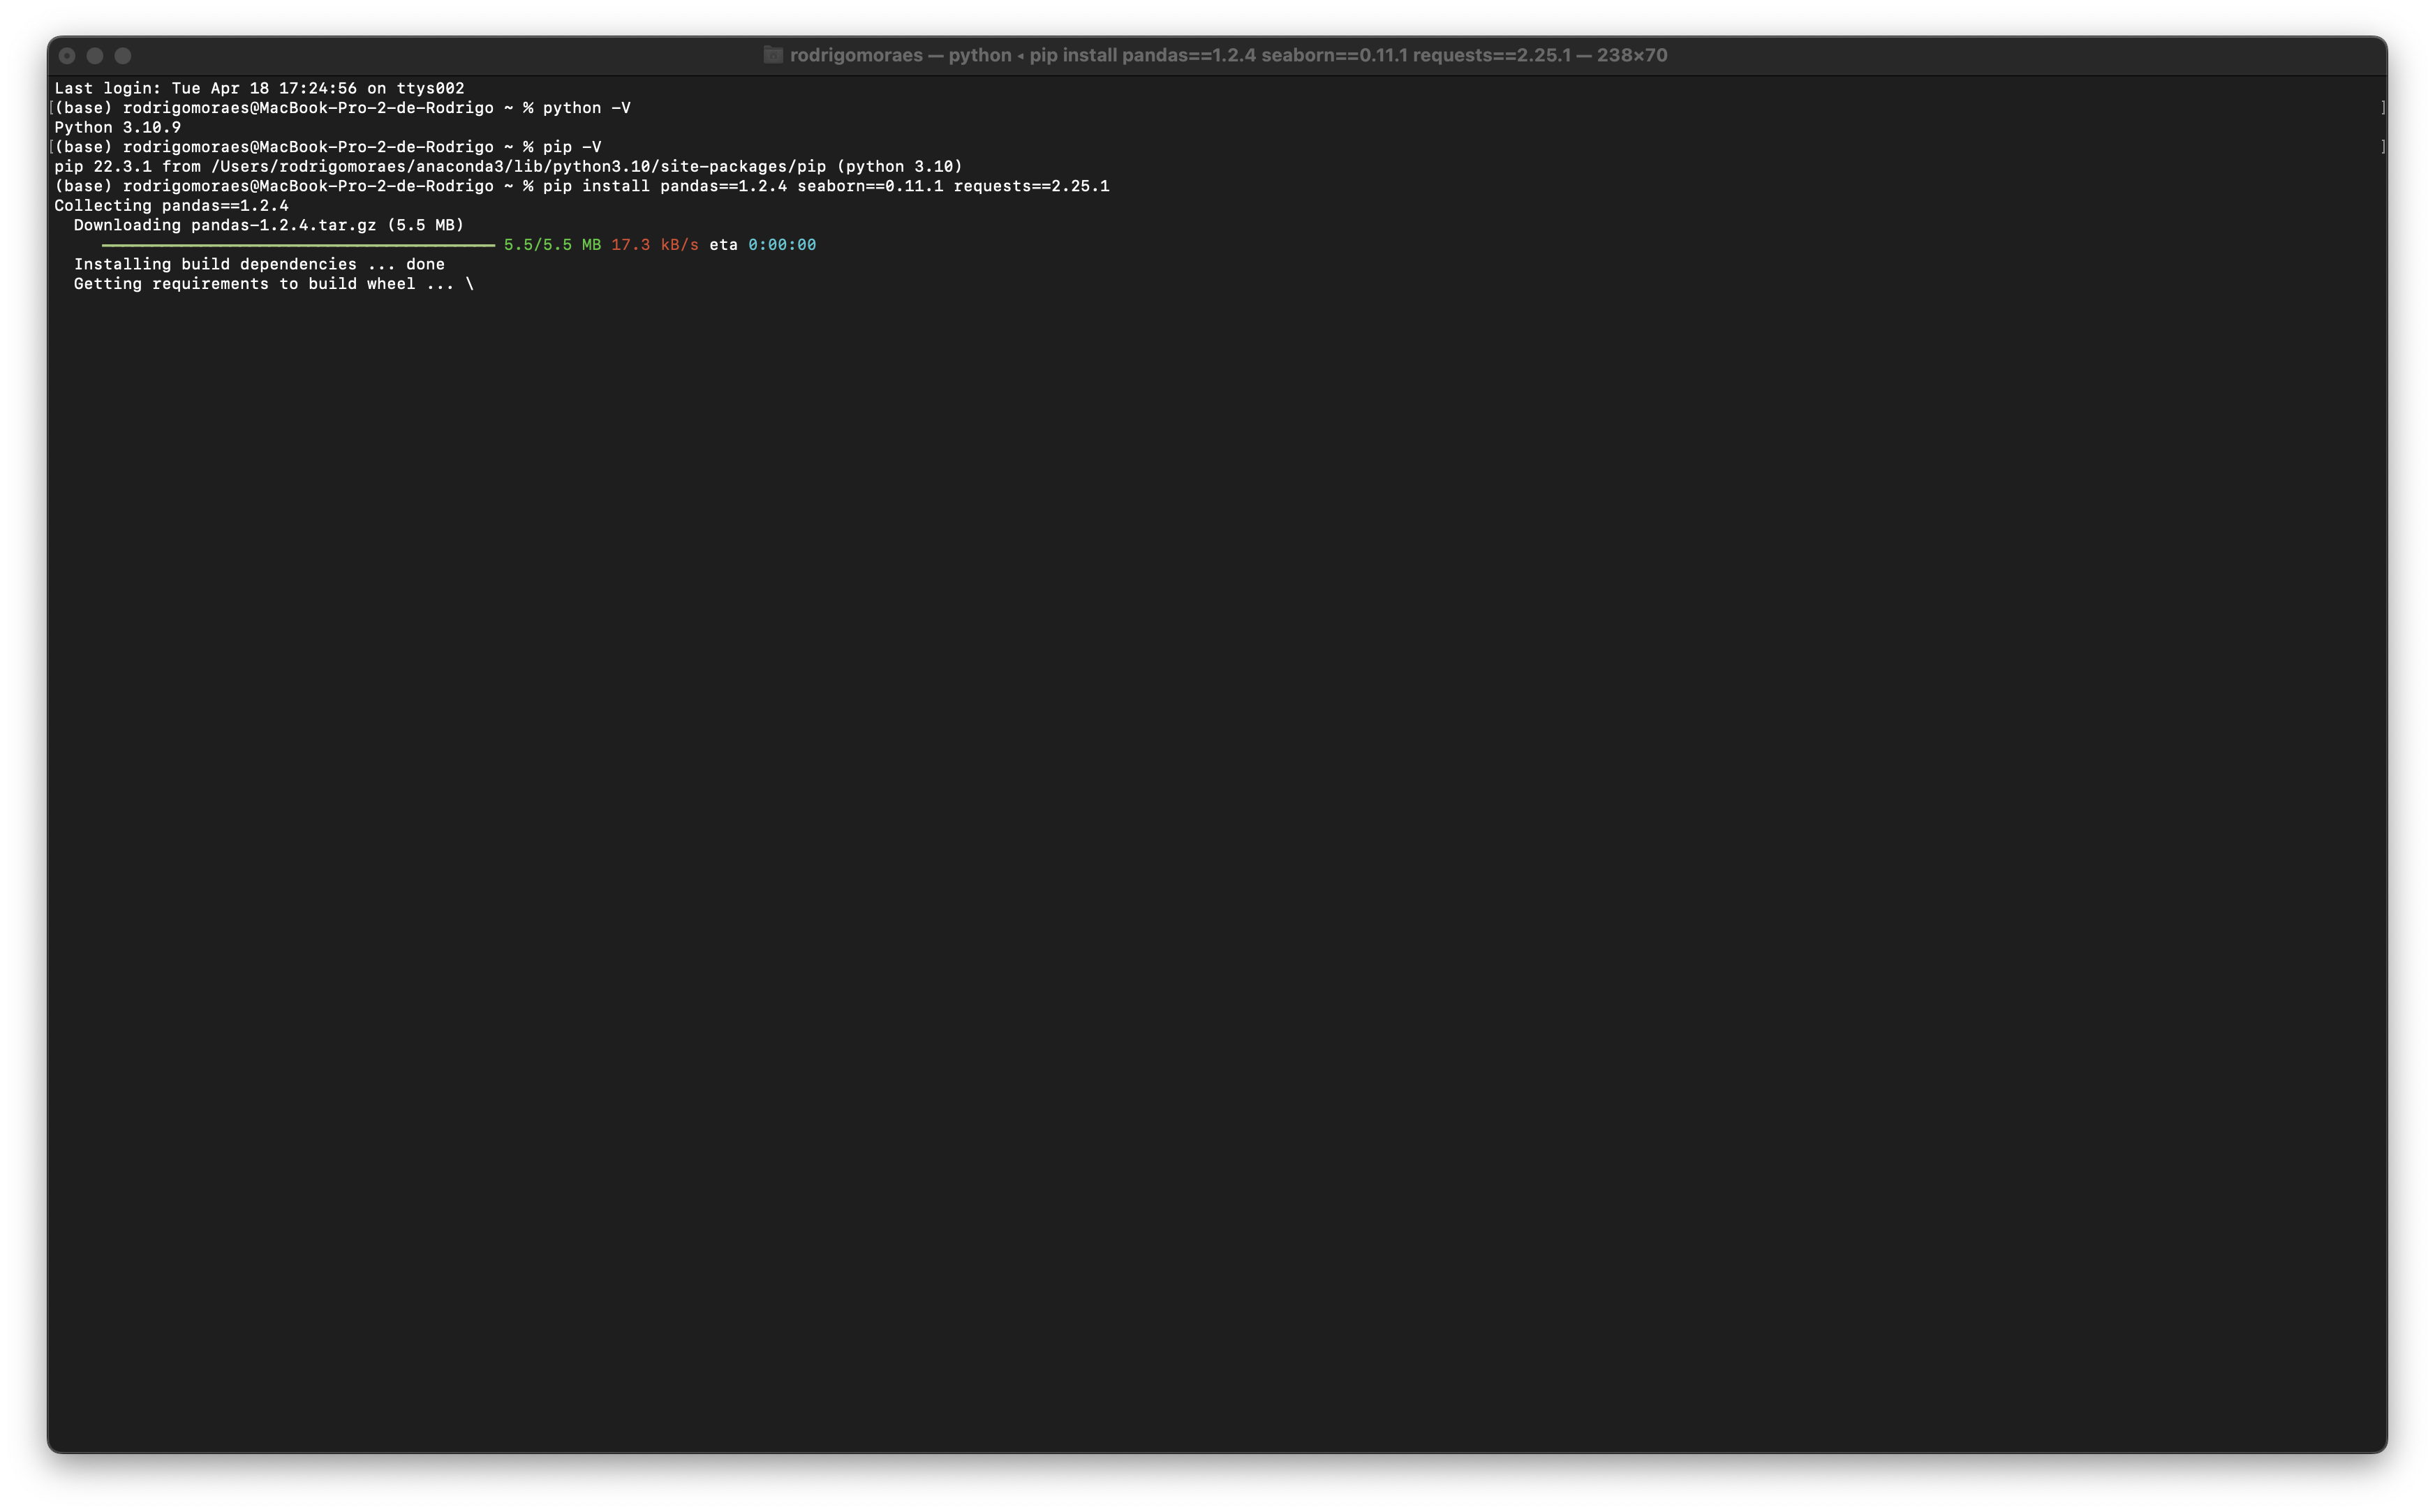 rodrigomoraes — python ◂ pip install pandas==1.2.4 seaborn==0.11.1 requests==2.25.1 — 238×70
Last login: Tue Apr 18 17:24:56 on ttys002
[(base) rodrigomoraes@MacBook-Pro-2-de-Rodrigo ~ % python -V ]
Python 3.10.9
[(base) rodrigomoraes@MacBook-Pro-2-de-Rodrigo ~ % pip -V ]
pip 22.3.1 from /Users/rodrigomoraes/anaconda3/lib/python3.10/site-packages/pip (python 3.10)
(base) rodrigomoraes@MacBook-Pro-2-de-Rodrigo ~ % pip install pandas==1.2.4 seaborn==0.11.1 requests==2.25.1
Collecting pandas==1.2.4
Downloading pandas-1.2.4.tar.gz (5.5 MB)
5.5/5.5 MB 17.3 kB/s eta 0:00:00
Installing build dependencies ... done
Getting requirements to build wheel ... \